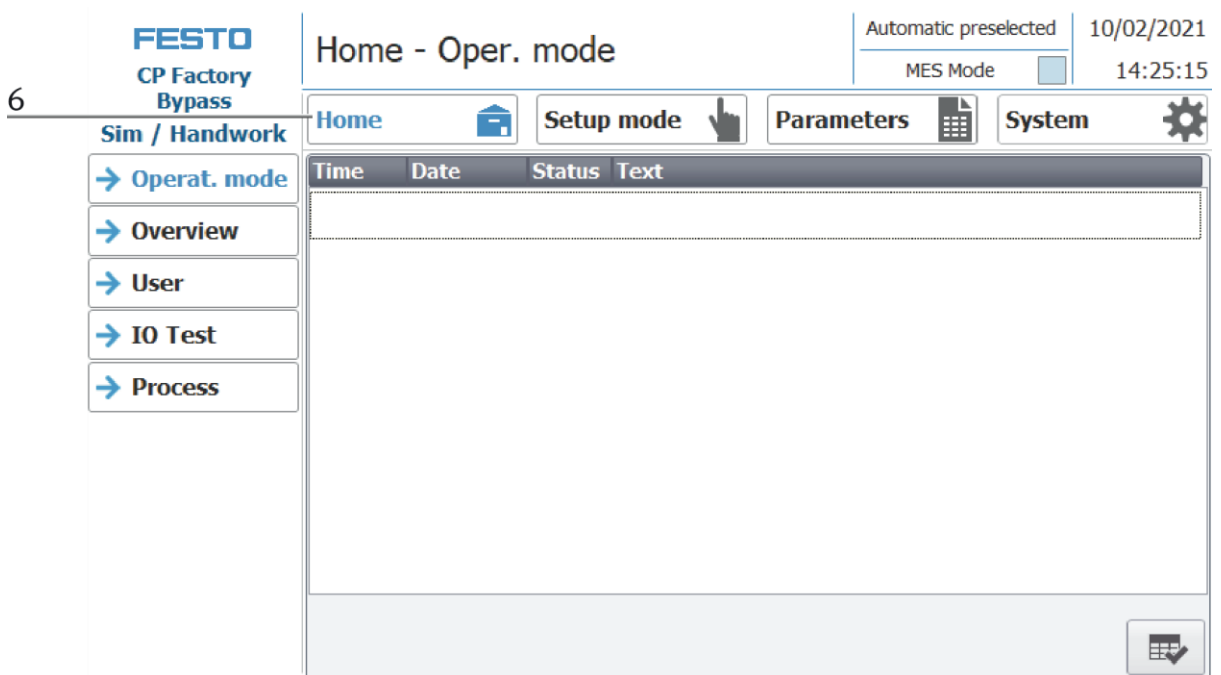 FESTO
CP Factory
Bypass
Sim / Handwork
6
Home - Oper. mode
Automatic preselected
MES Mode
10/02/2021
14:25:15
Home
Setup mode
Parameters
System
Operat. mode
Overview
User
IO Test
Process
Time Date Status Text